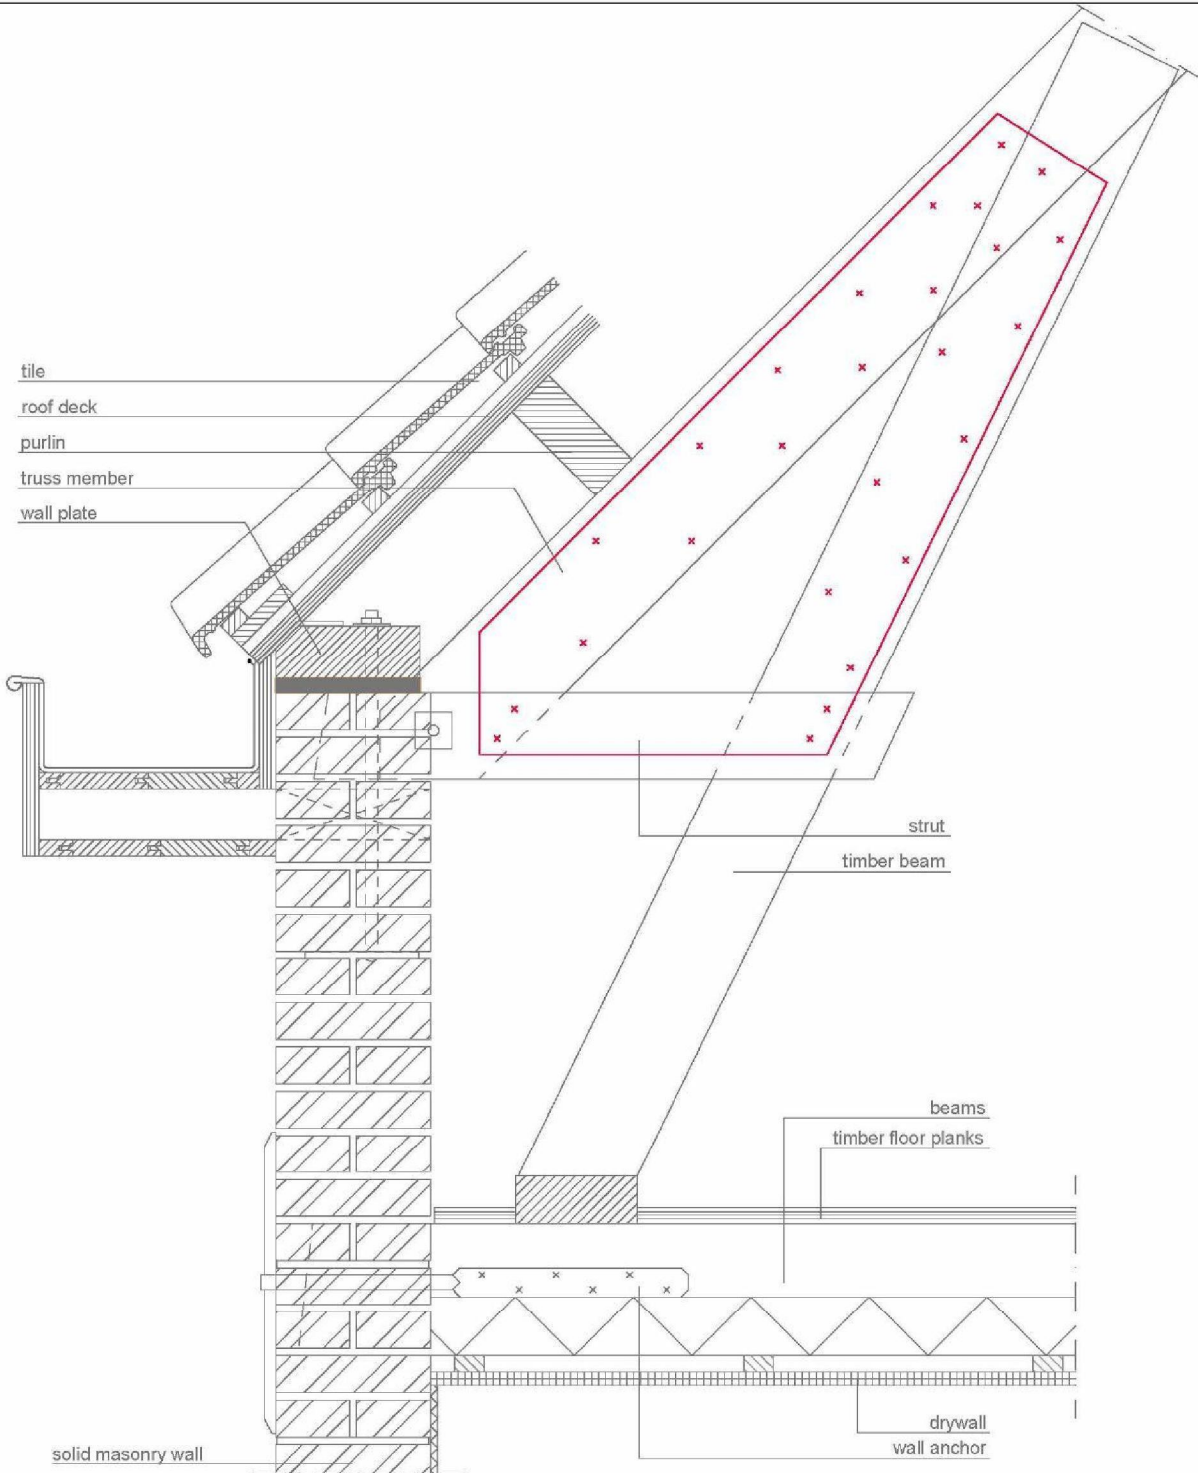 tile
roof deck
purlin
truss member
wall plate
strut
timber beam
beams
timber floor planks
drywall
wall anchor
solid masonry wall